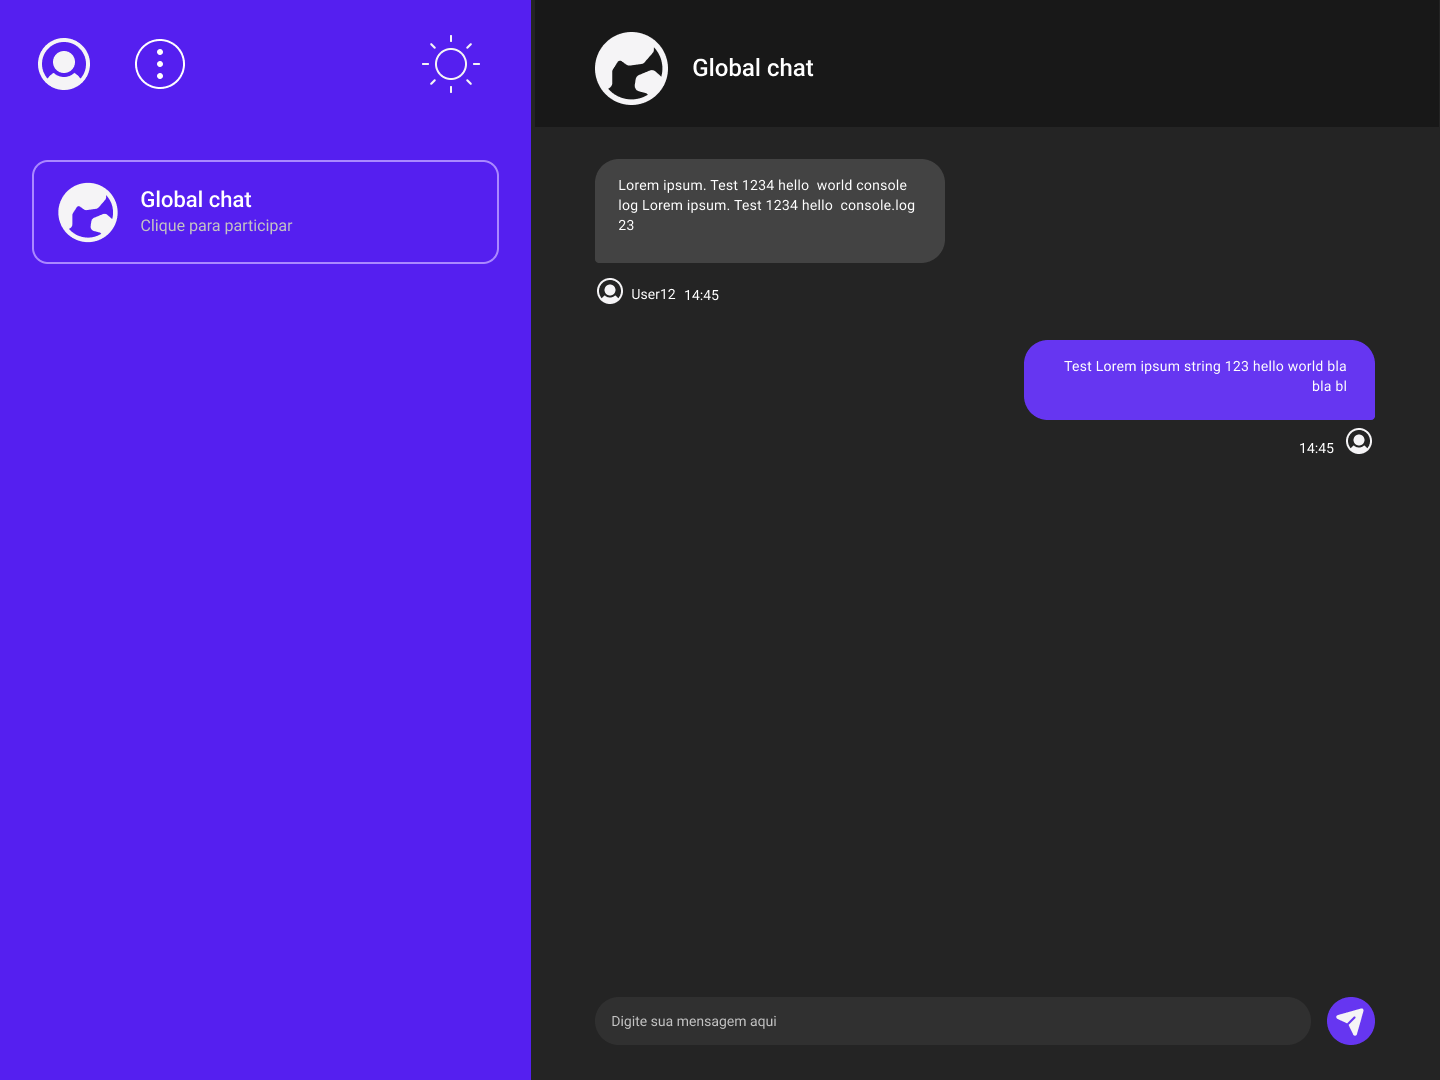 Global chat
Clique para participar
Global chat
Lorem ipsum. Test 1234 hello  world console
log Lorem ipsum. Test 1234 hello  console.log
23
User12 14:45
Test Lorem ipsum string 123 hello world bla
bla bl
14:45
Digite sua mensagem aqui